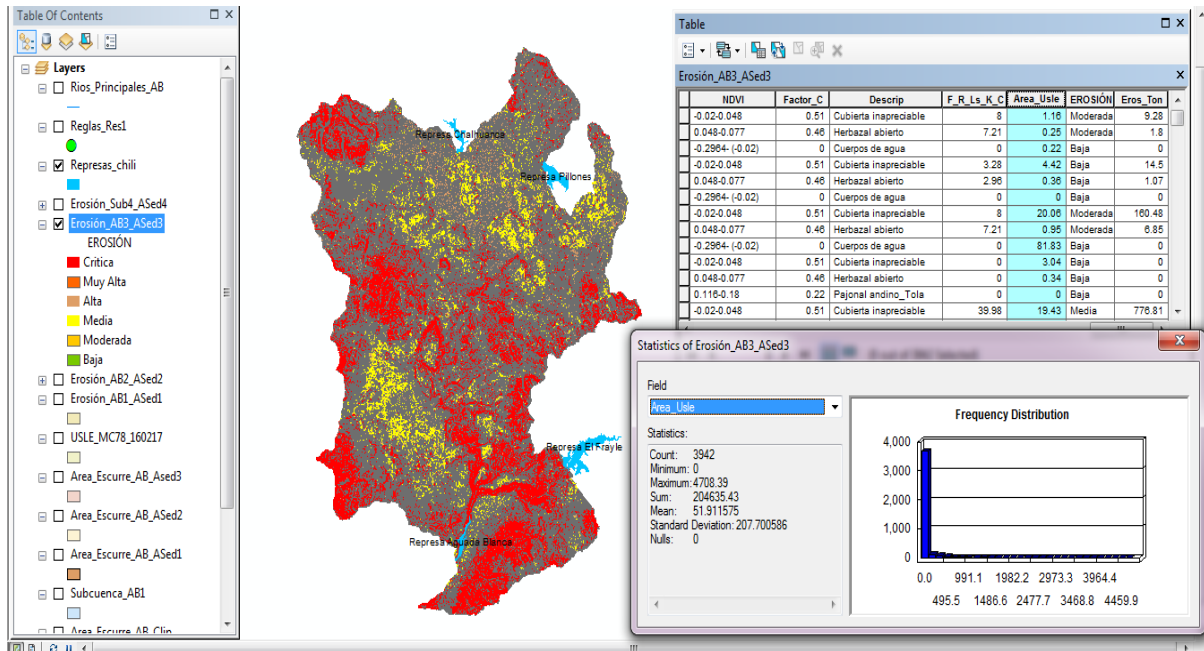 Table Of Contents
Layers
Rios_Principales_AB
Reglas_Res1
Represas_chili
Erosión_Sub4_ASed4
Erosión_AB3_ASed3
EROSIÓN
Critica
Muy Alta
Alta
Media
Moderada
Baja
Erosión_AB2_ASed2
Erosión_AB1_ASed1
USLE_MC78_160217
Area_Escurre_AB_Ased3
Area_Escurre_AB_ASed2
Area_Escurre_AB_ASed1
Subcuenca_AB1
Area_Escurre_AB_Clip
Represa Chalhuanca
Represa Pillones
Represa El Frayle
Represa Aguada Blanca
Table
Erosión_AB3_ASed3
NDVI Factor_C Descrip F_R_Ls_K_C Area_Usle EROSIÓN Eros_Ton
-0.02-0.048 0.51 Cubierta inapreciable 8 1.16 Moderada 9.28
0.048-0.077 0.46 Herbazal abierto 7.21 0.25 Moderada 1.8
-0.2964- (-0.02) 0 Cuerpos de agua 0 0.22 Baja 0
-0.02-0.048 0.51 Cubierta inapreciable 3.28 4.42 Baja 14.5
0.048-0.077 0.46 Herbazal abierto 2.96 0.36 Baja 1.07
-0.2964- (-0.02) 0 Cuerpos de agua 0 0 Baja 0
-0.02-0.048 0.51 Cubierta inapreciable 8 20.06 Moderada 160.48
0.048-0.077 0.46 Herbazal abierto 7.21 0.95 Moderada 6.85
-0.2964- (-0.02) 0 Cuerpos de agua 0 81.83 Baja 0
-0.02-0.048 0.51 Cubierta inapreciable 0 3.04 Baja 0
0.048-0.077 0.46 Herbazal abierto 0 0.34 Baja 0
0.116-0.18 0.22 Pajonal andino_Tola 0 0 Baja 0
-0.02-0.048 0.51 Cubierta inapreciable 39.98 19.43 Media 776.81
Statistics of Erosión_AB3_ASed3
Field
Area_Usle
Statistics:
Count: 3942
Minimum: 0
Maximum: 4708.39
Sum: 204635.43
Mean: 51.911575
Standard Deviation: 207.700586
Nulls: 0
Frequency Distribution
4,000
3,000
2,000
1,000
0
0.0 991.1 1982.2 2973.3 3964.4
495.5 1486.6 2477.7 3468.8 4459.9